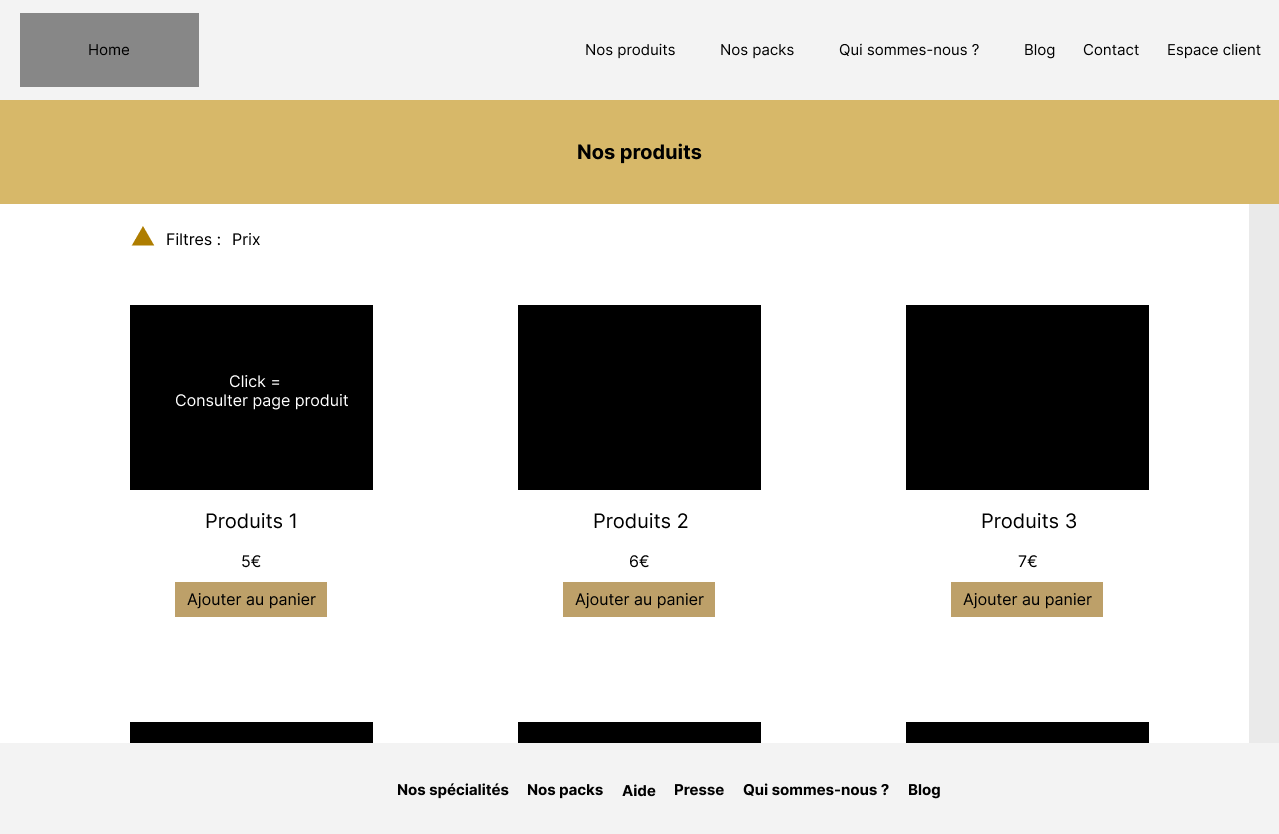 Home
Nos produits
Nos packs
Qui sommes-nous ?
Blog
Contact
Espace client
Nos produits
Filtres : Prix
Click =
Consulter page produit
Produits 1
5€
Ajouter au panier
Produits 2
6€
Ajouter au panier
Produits 3
7€
Ajouter au panier
Nos spécialités
Nos packs
Aide
Presse
Qui sommes-nous ?
Blog